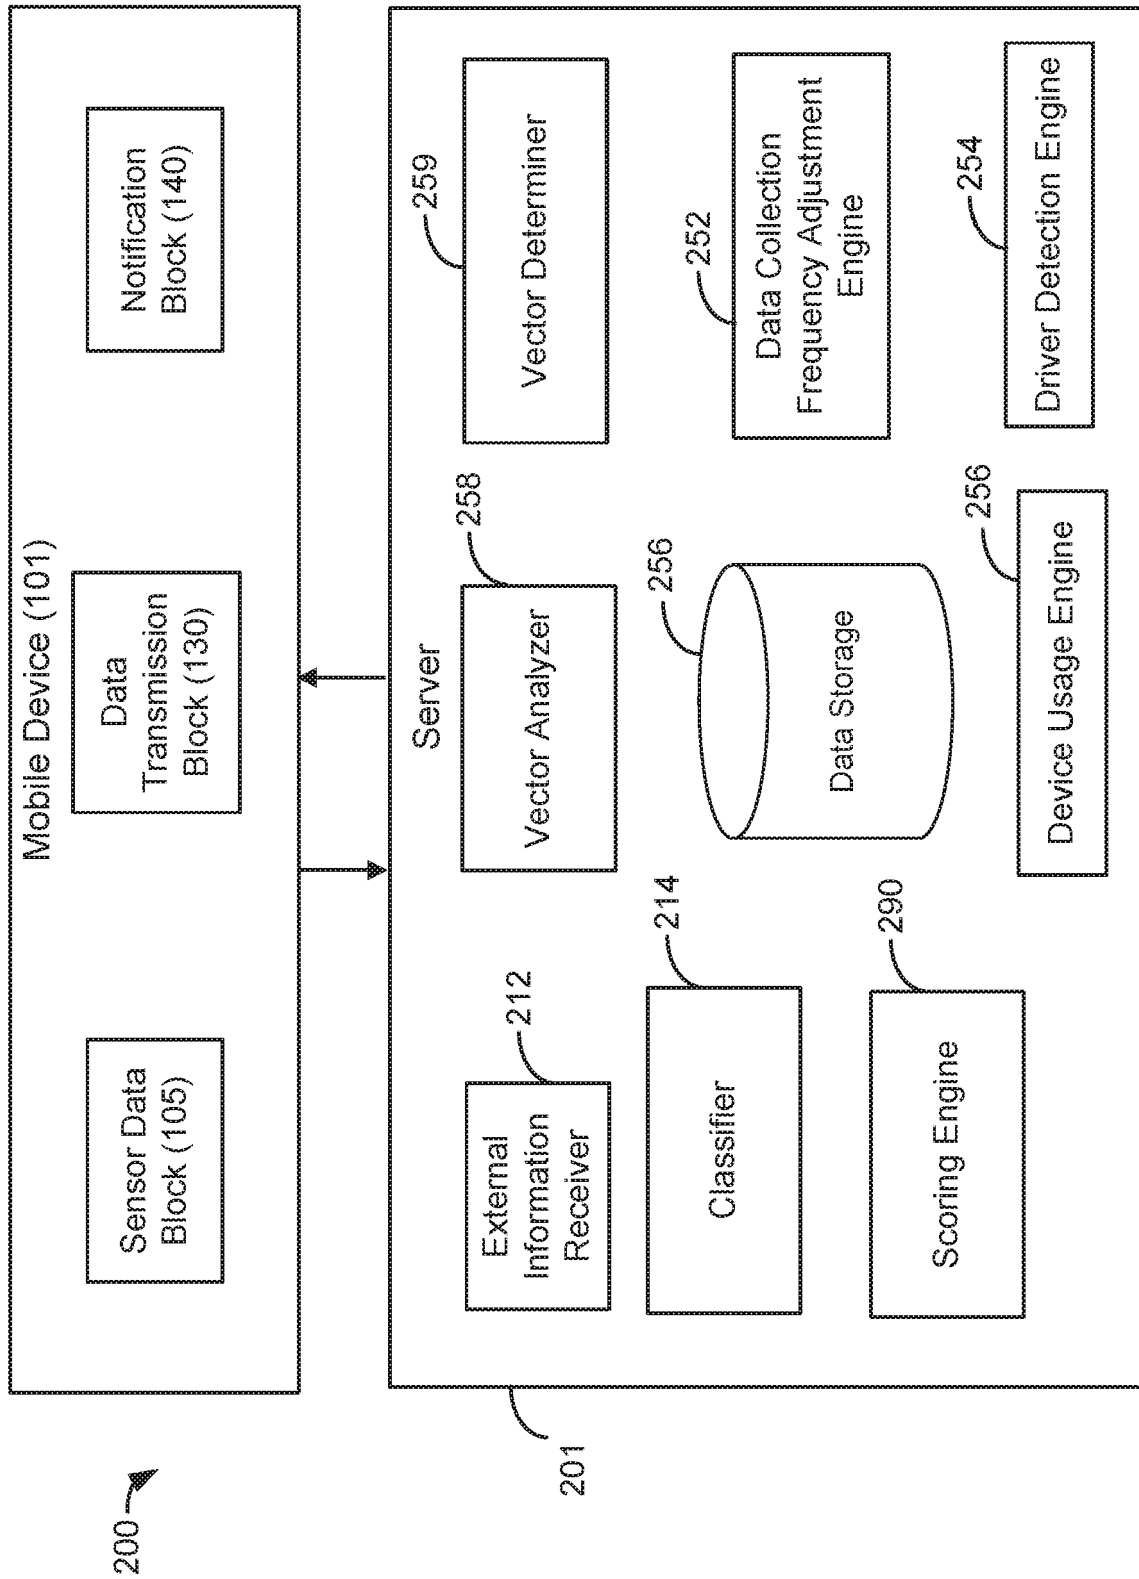 200
Mobile Device (101)
Sensor Data
Block (105)
Data
Transmission
Block (130)
Notification
Block (140)
201
Server
External
Information
Receiver
212
Vector Analyzer
258
Vector Determiner
259
Classifier
214
Data Storage
256
Data Collection
Frequency Adjustment
Engine
252
Scoring Engine
290
Device Usage Engine
256
Driver Detection Engine
254